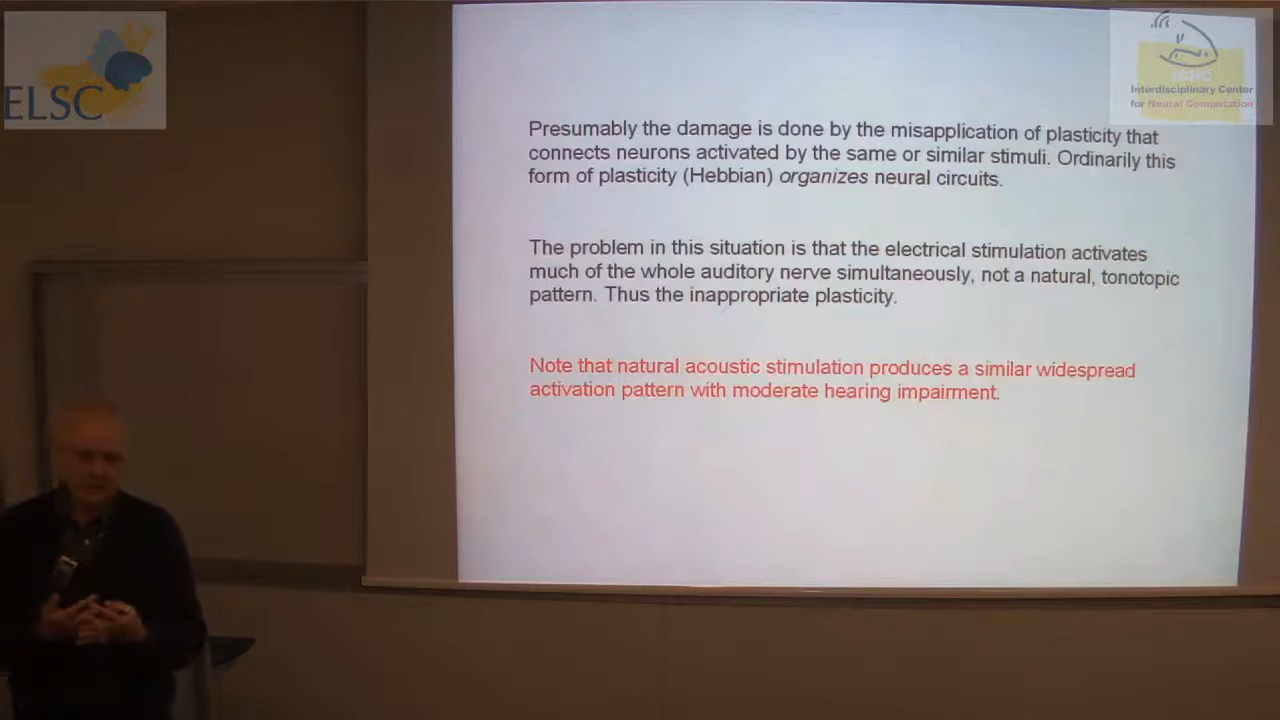 ELSC
Interdisciplinary Center
for Neural Computation
Presumably the damage is done by the misapplication of plasticity that
connects neurons activated by the same or similar stimuli. Ordinarily this
form of plasticity (Hebbian) organizes neural circuits.
The problem in this situation is that the electrical stimulation activates
much of the whole auditory nerve simultaneously, not a natural, tonotopic
pattern. Thus the inappropriate plasticity.
Note that natural acoustic stimulation produces a similar widespread
activation pattern with moderate hearing impairment.